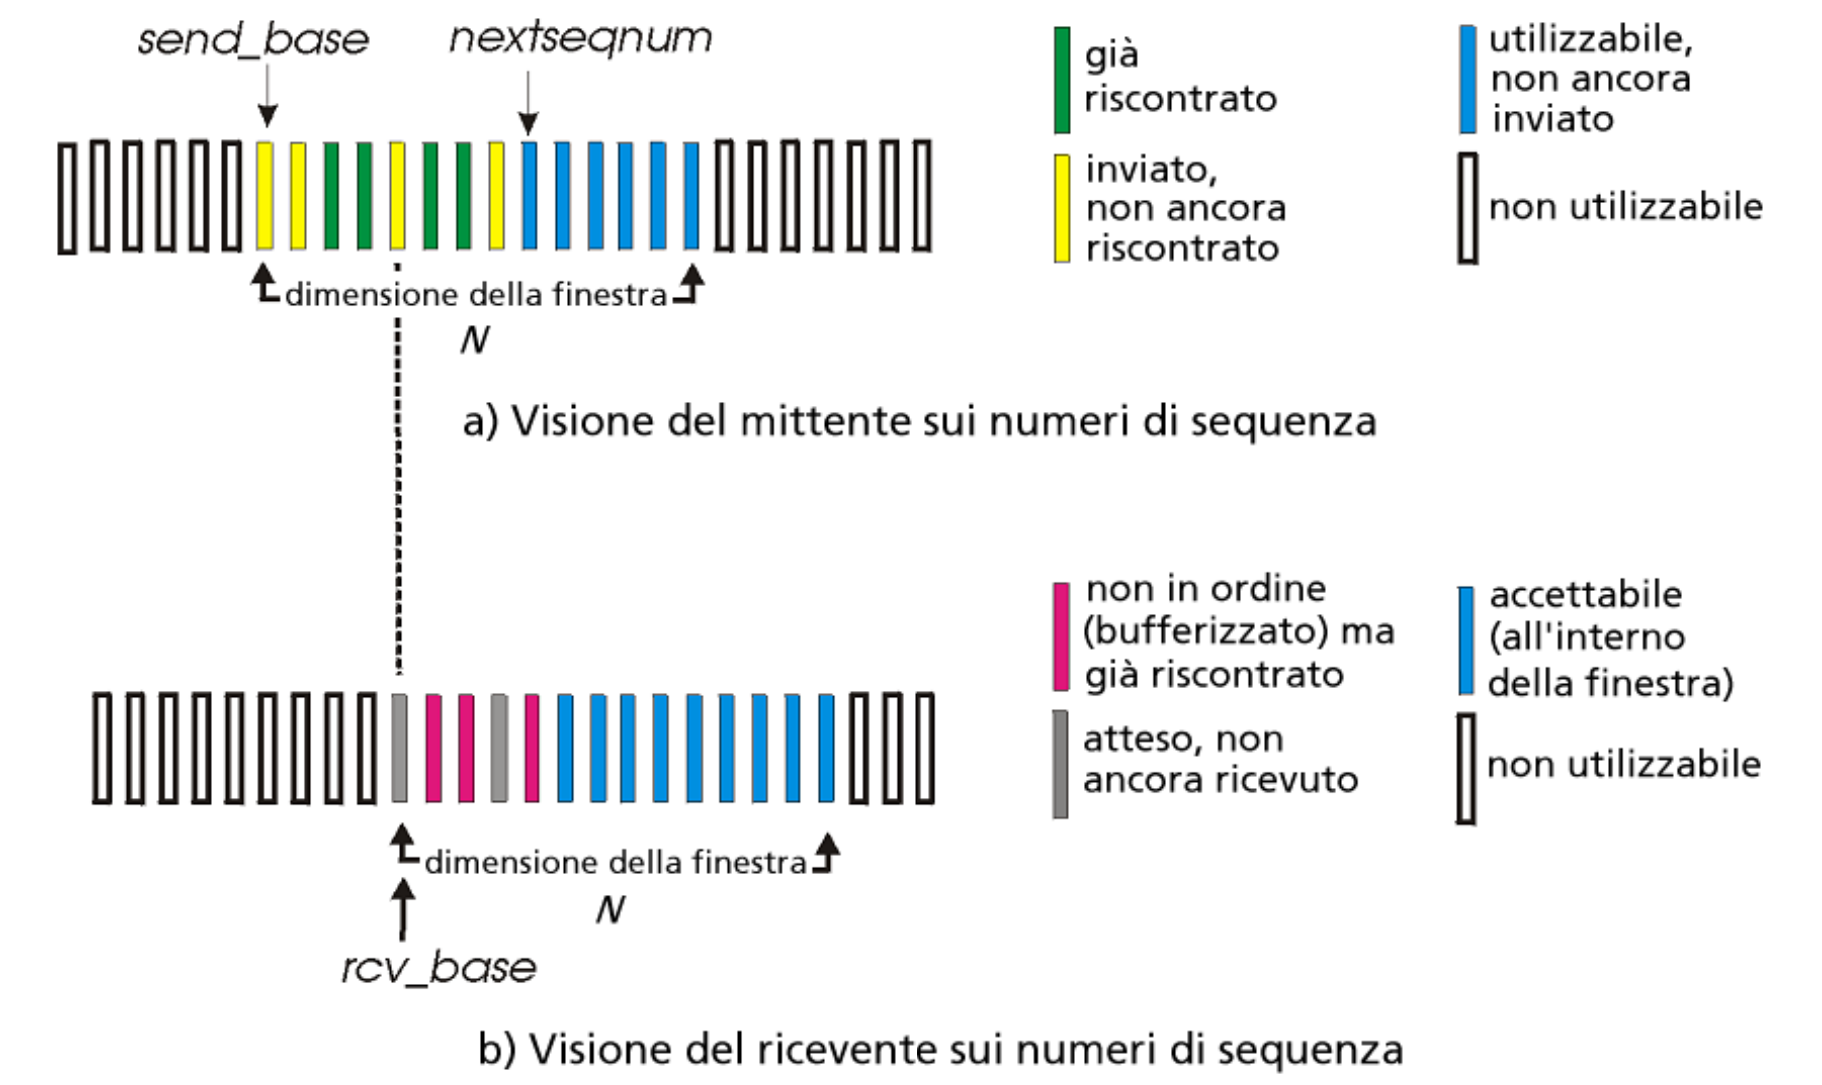 send_base
nextseqnum
già
riscontrato
utilizzabile,
non ancora
inviato
inviato,
non ancora
riscontrato
non utilizzabile
dimensione della finestra
N
a) Visione del mittente sui numeri di sequenza
non in ordine
(bufferizzato) ma
già riscontrato
accettabile
(all'interno
della finestra)
atteso, non
ancora ricevuto
non utilizzabile
dimensione della finestra
N
rcv_base
b) Visione del ricevente sui numeri di sequenza